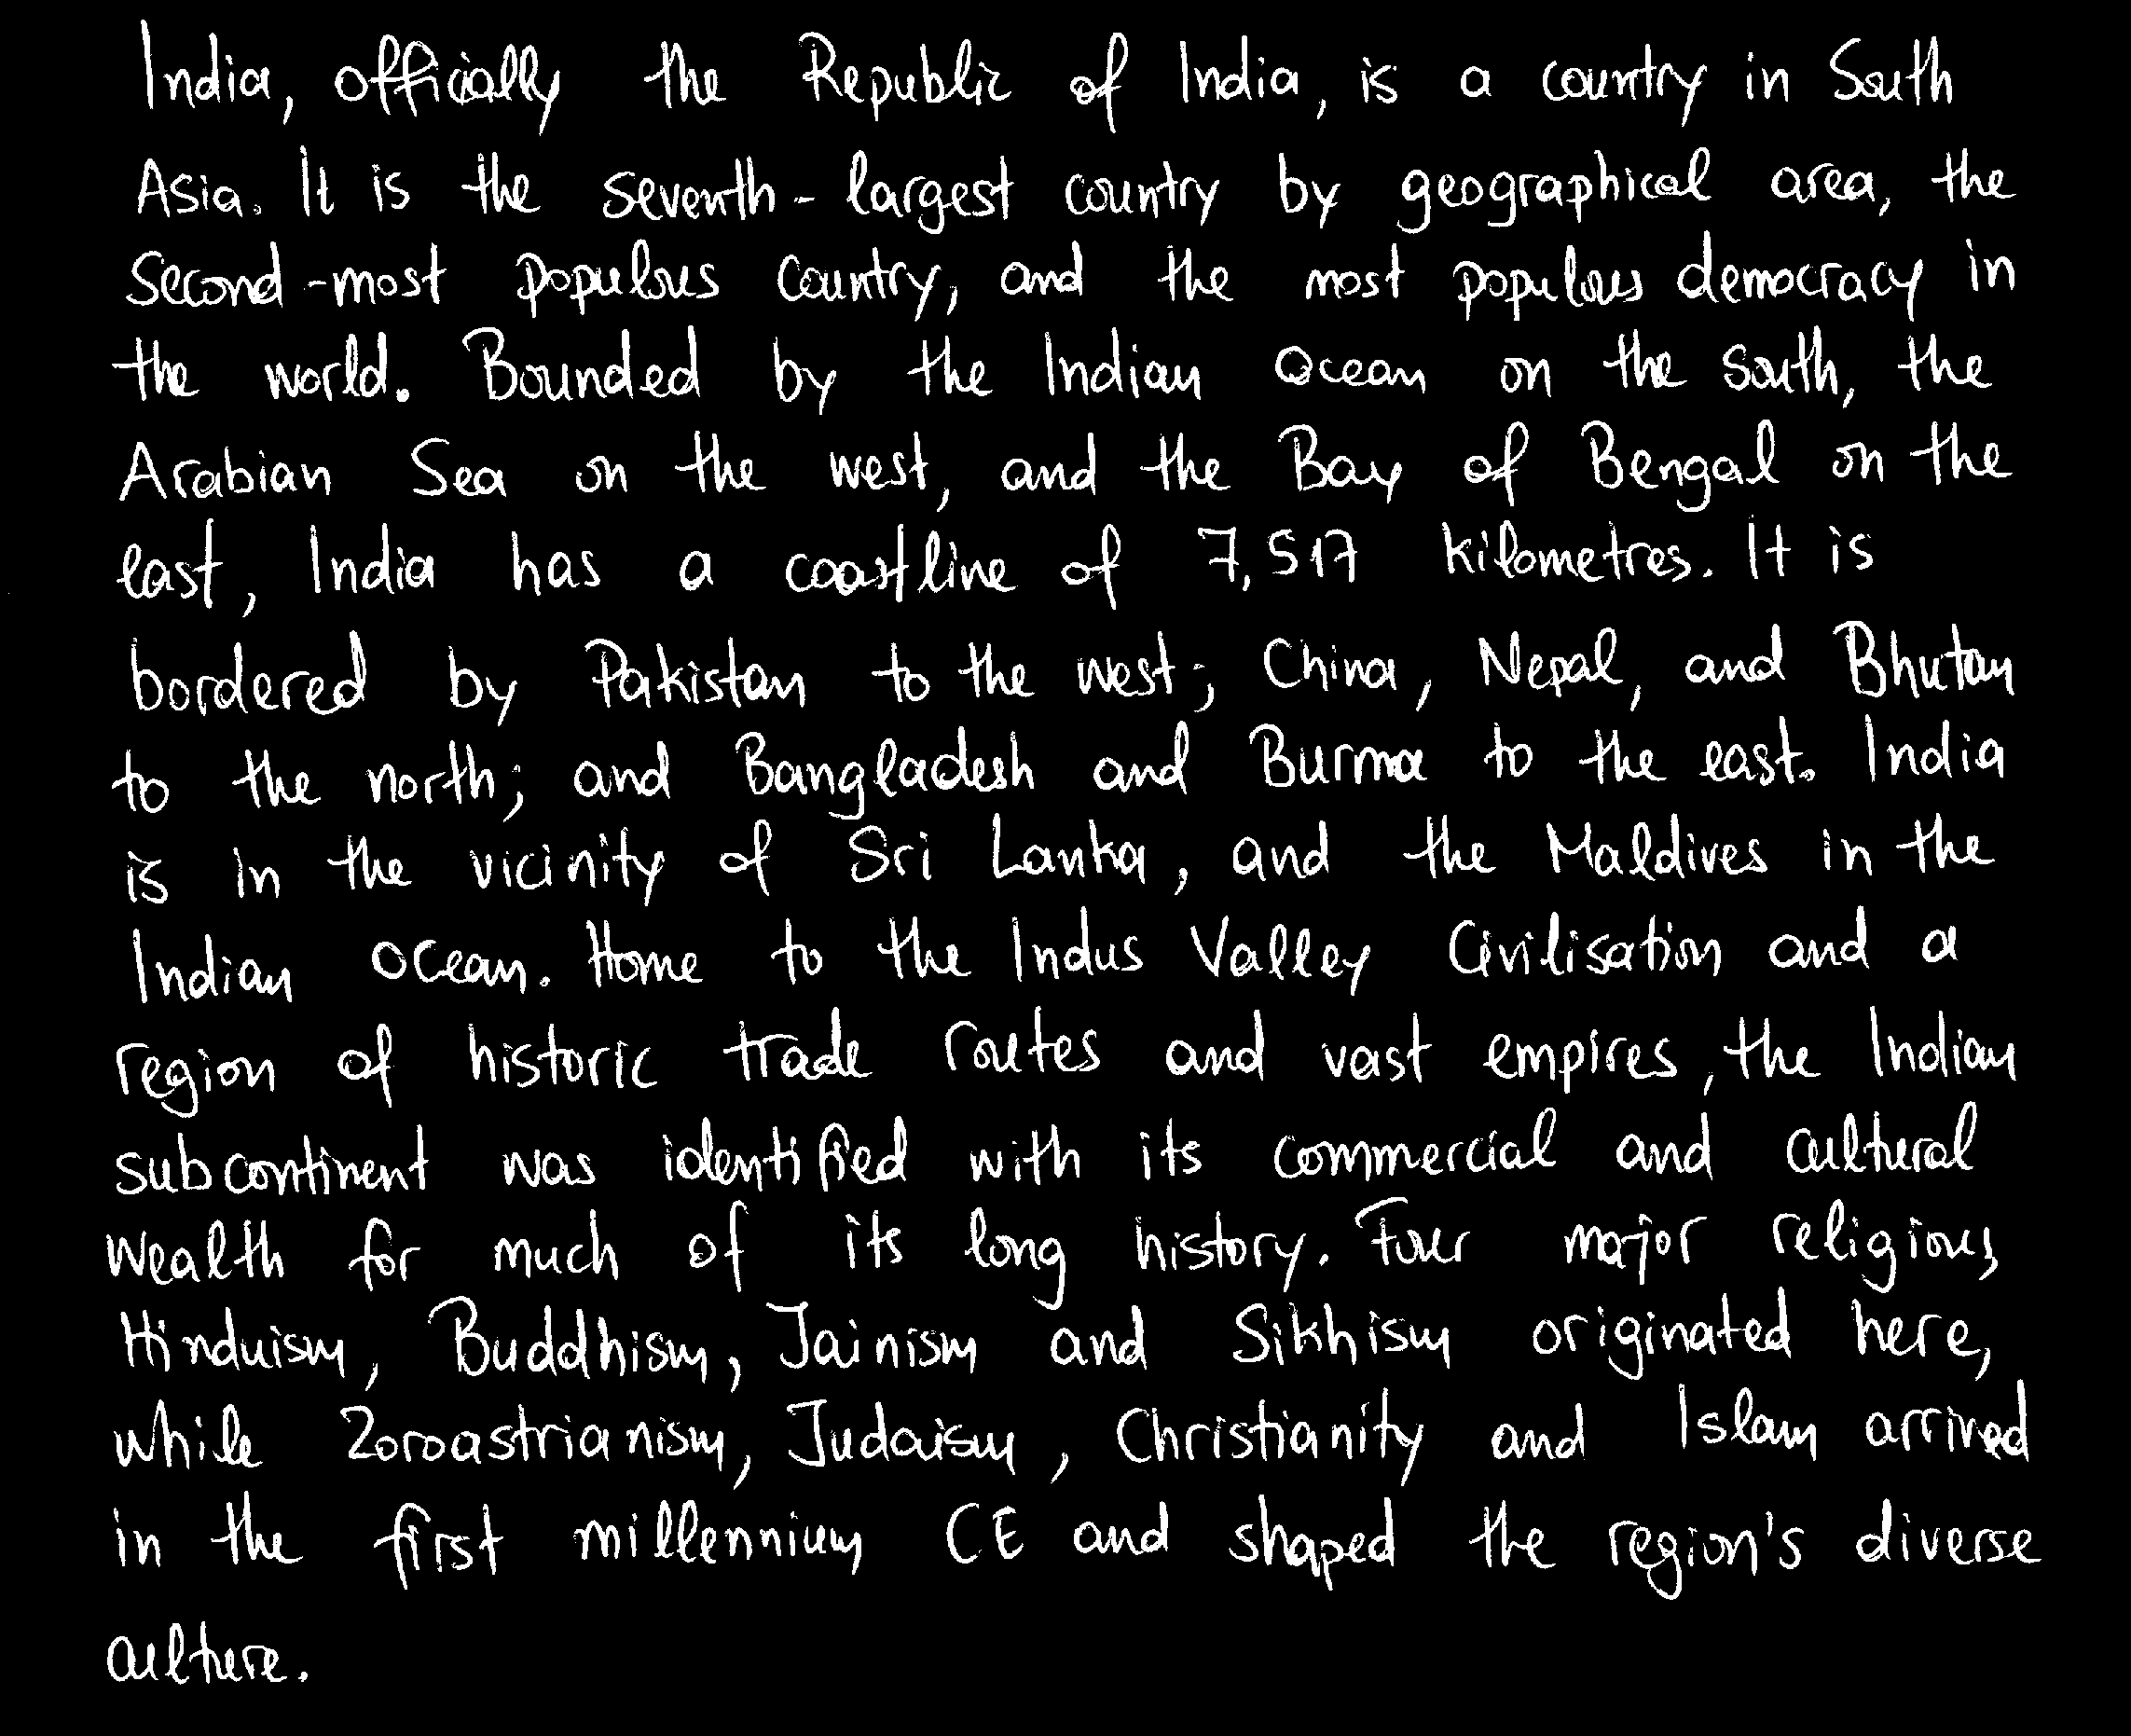 India, officially the Republic of India, is a country in South
Asia. It is the seventh-largest country by geographical area, the
second-most populous country, and the most populous democracy in
the world. Bounded by the Indian Ocean on the south, the
Arabian Sea on the west, and the Bay of Bengal on the
east, India has a coastline of 7,517 kilometres. It is
bordered by Pakistan to the west; China, Nepal, and Bhutan
to the north; and Bangladesh and Burma to the east. India
is in the vicinity of Sri Lanka, and the Maldives in the
Indian Ocean. Home to the Indus Valley Civilisation and a
region of historic trade routes and vast empires, the Indian
subcontinent was identified with its commercial and cultural
wealth for much of its long history. Four major religious,
Hinduism, Buddhism, Jainism and Sikhism originated here,
while Zoroastrianism, Judaism, Christianity and Islam arrived
in the first millennium CE and shaped the region's diverse
culture.